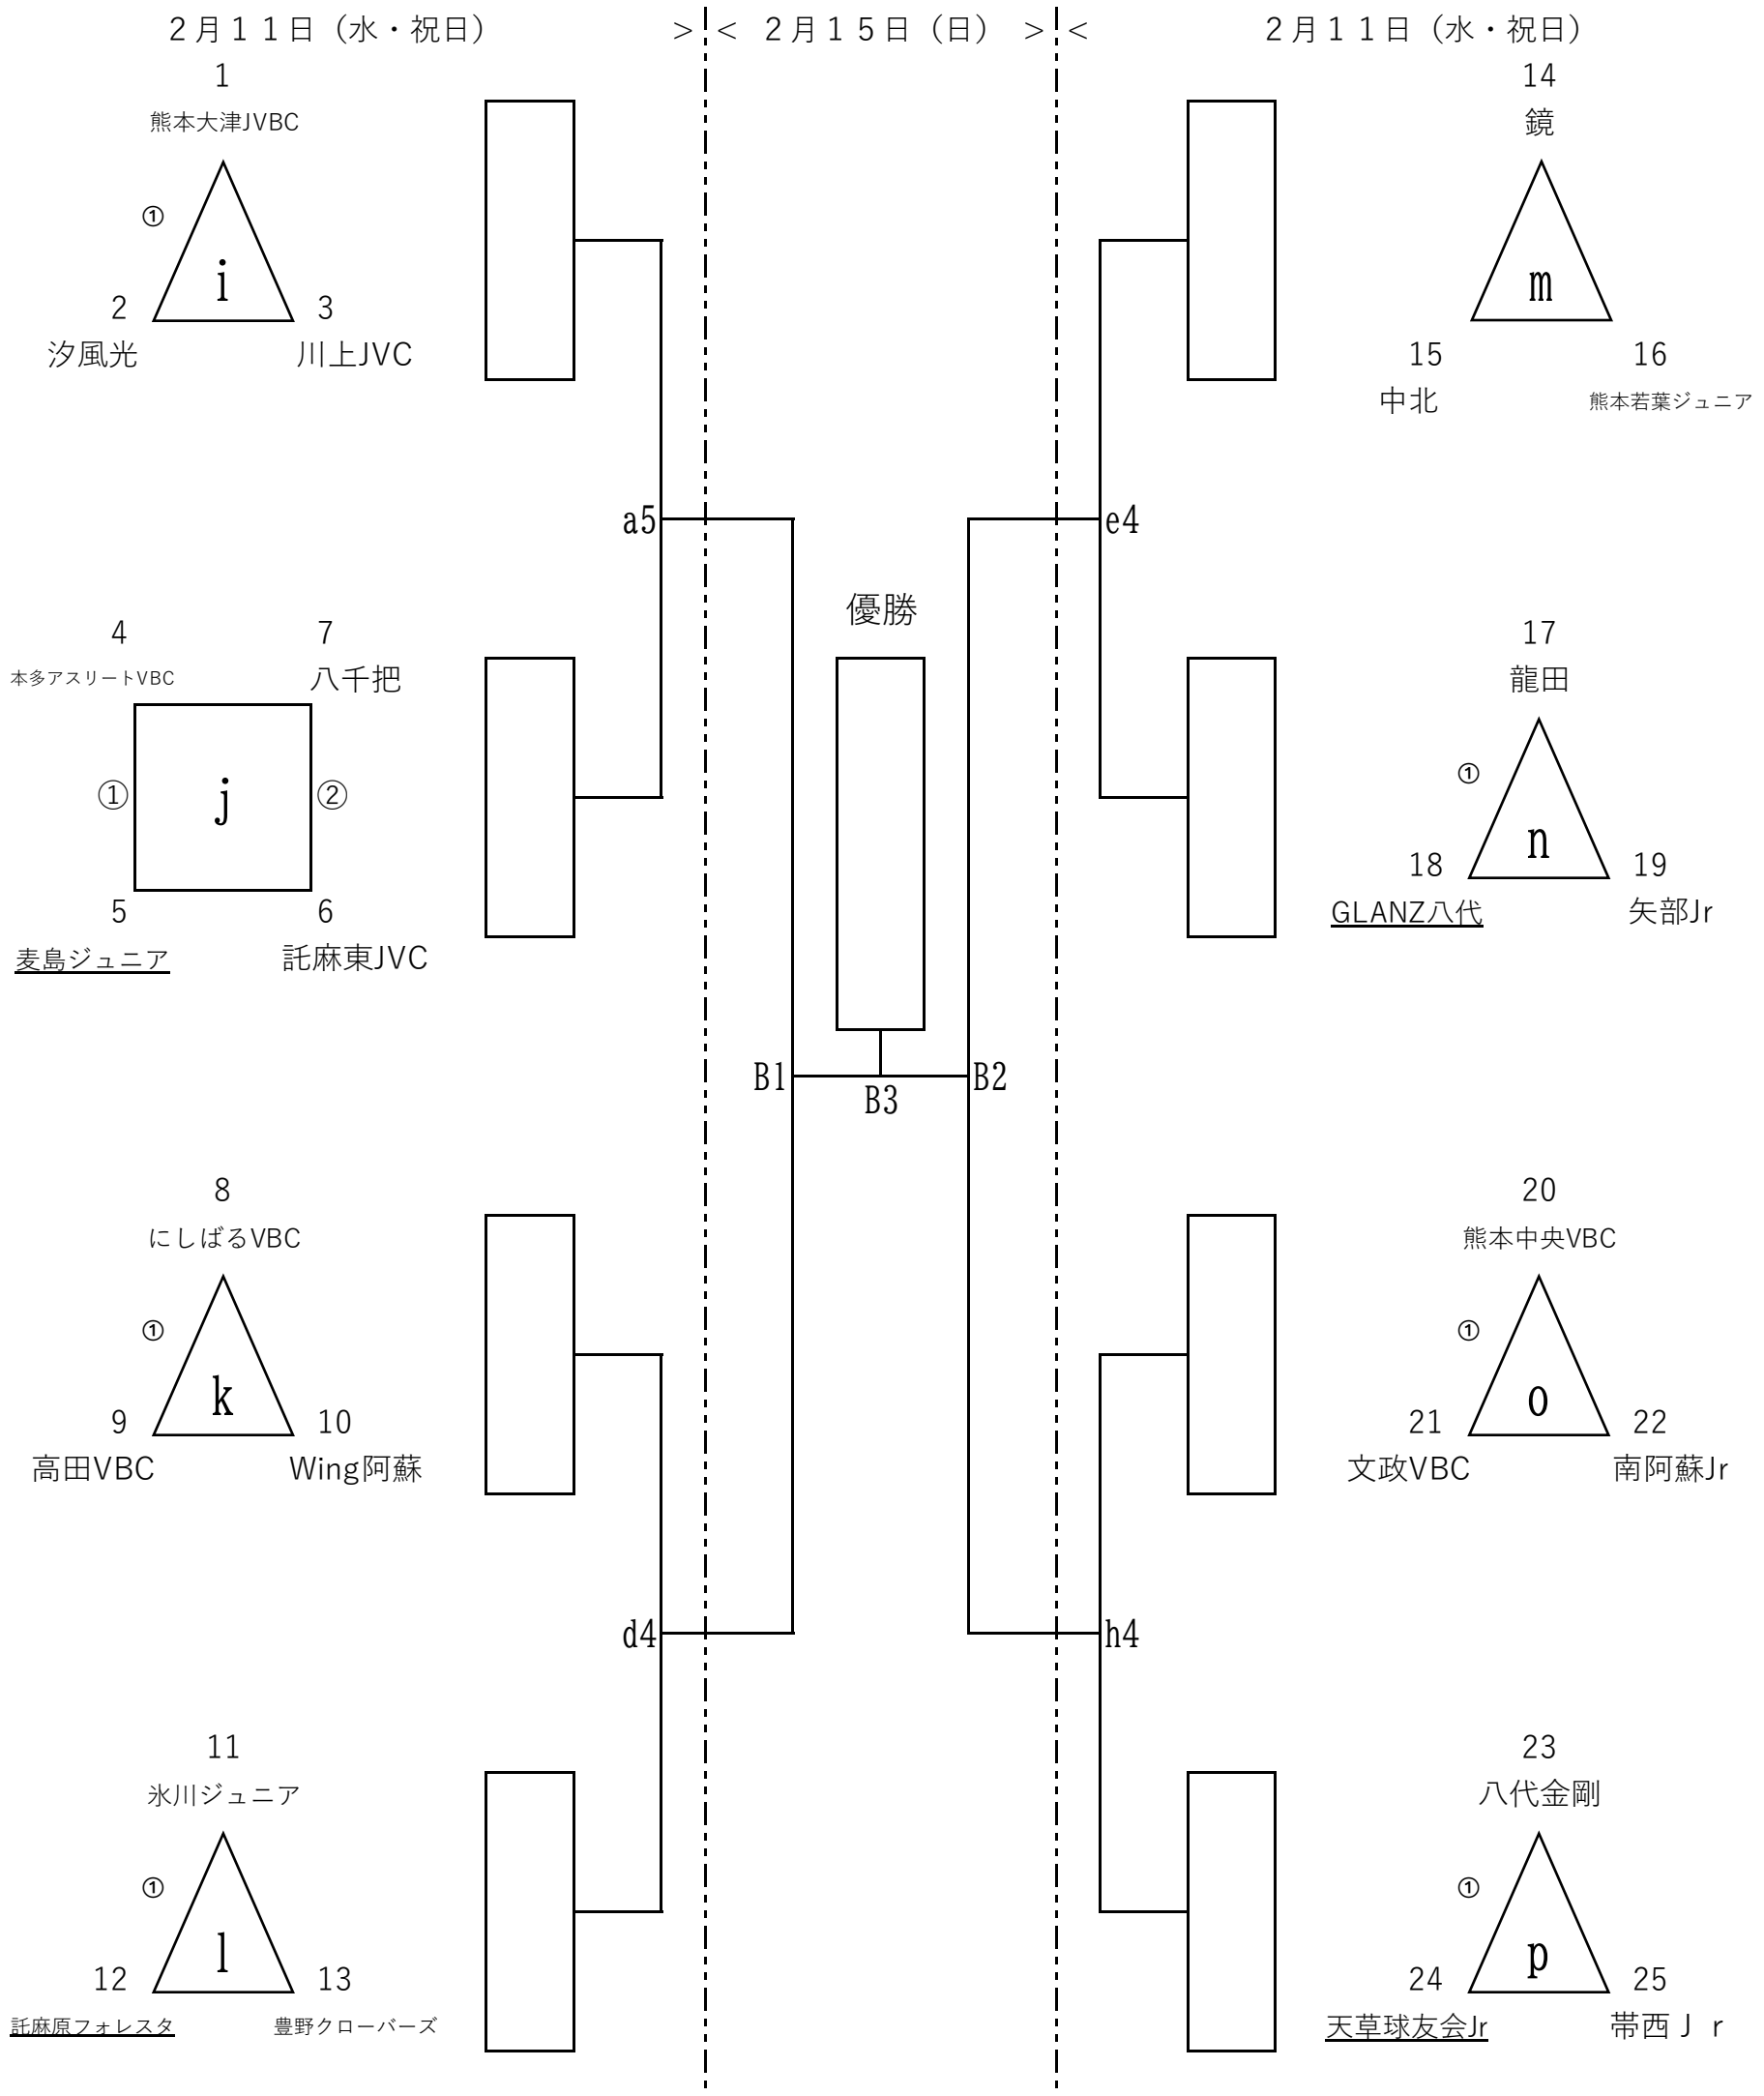 ２月１１日（水・祝日）　＞＜　２月１５日（日）　＞＜　２月１１日（水・祝日）
1
熊本大津JVBC
①
i
2
3
汐風光
川上JVC
a5
4
7
本多アスリートVBC
八千把
①
j
②
5
6
麦島ジュニア
託麻東JVC
8
にしばるVBC
①
k
9
10
高田VBC
Wing阿蘇
d4
11
氷川ジュニア
①
l
12
13
託麻原フォレスタ
豊野クローバーズ
優勝
B1
B2
B3
14
鏡
m
15
16
中北
熊本若葉ジュニア
e4
17
龍田
①
n
18
19
GLANZ八代
矢部Jr
20
熊本中央VBC
①
o
21
22
文政VBC
南阿蘇Jr
h4
23
八代金剛
①
p
24
25
天草球友会Jr
帯西Ｊｒ